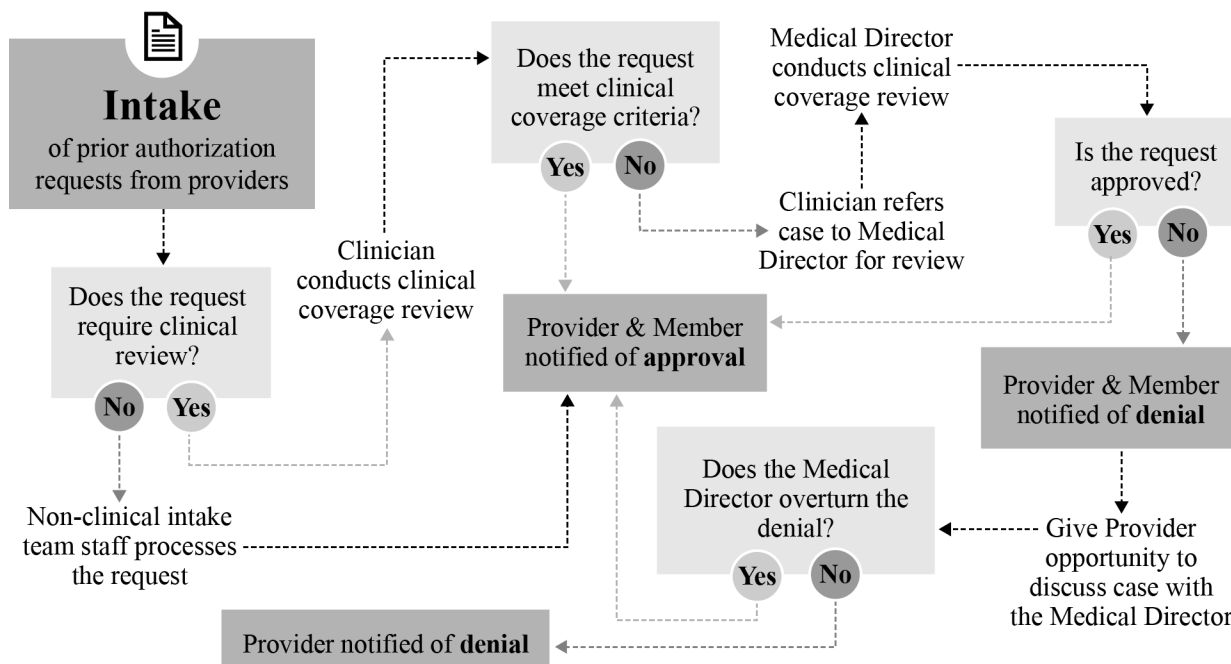 Intake
of prior authorization
requests from providers
Does the request
require clinical
review?
No
Yes
Non-clinical intake
team staff processes
the request
Clinician
conducts clinical
coverage review
Does the request
meet clinical
coverage criteria?
Yes
No
Clinician refers
case to Medical
Director for review
Medical Director
conducts clinical
coverage review
Is the request
approved?
Yes
No
Provider & Member
notified of approval
Provider & Member
notified of denial
Give Provider
opportunity to
discuss case with
the Medical Director
Does the Medical
Director overturn the
denial?
Yes
No
Provider notified of denial